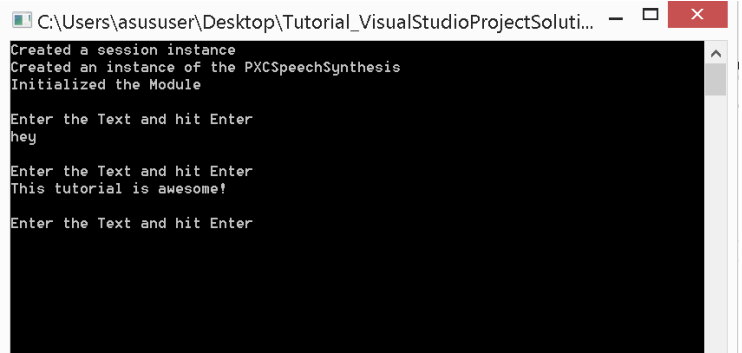 C:\Users\asususer\Desktop\Tutorial_VisualStudioProjectSoluti...
Created a session instance
Created an instance of the PXCSpeechSynthesis
Initialized the Module
Enter the Text and hit Enter
hey
Enter the Text and hit Enter
This tutorial is awesome!
Enter the Text and hit Enter